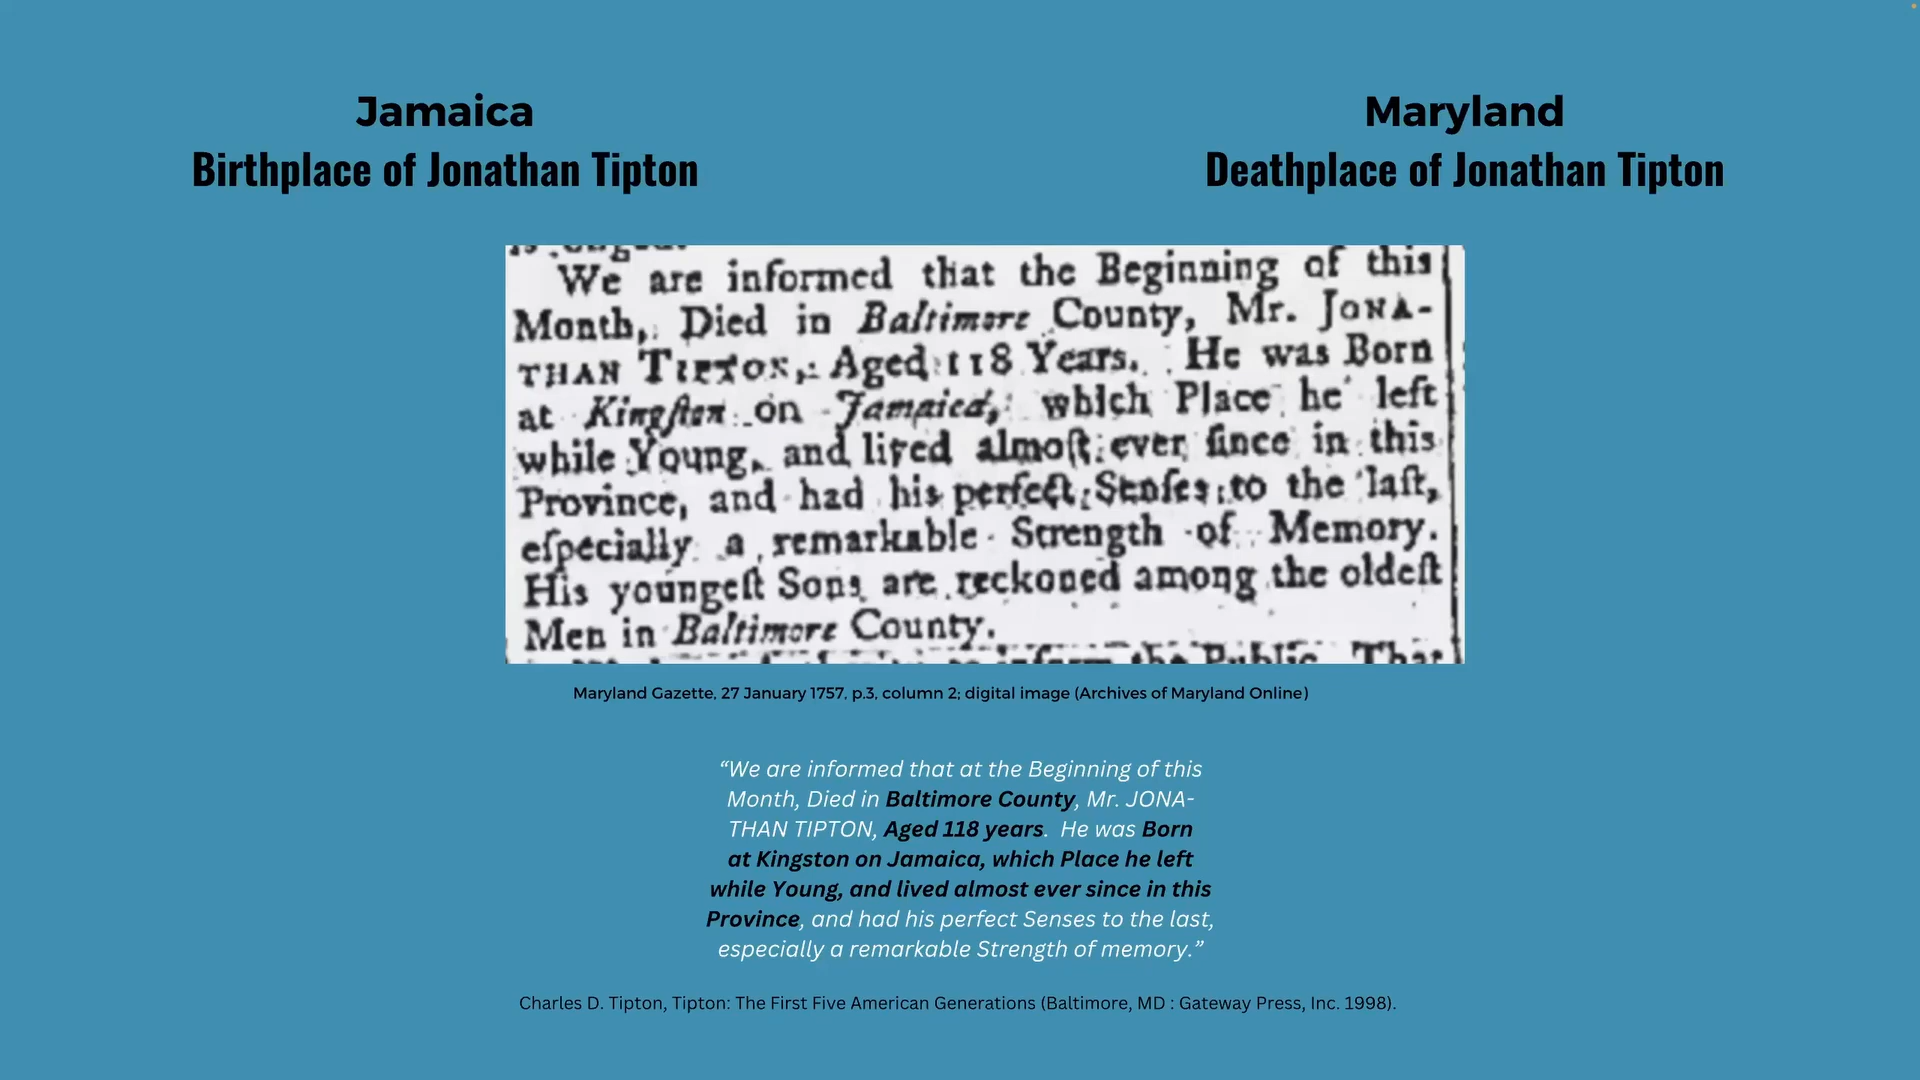 Jamaica
Birthplace of Jonathan Tipton
Maryland
Deathplace of Jonathan Tipton
We are informed that the Beginning of this
Month, Died in Baltimore County, Mr. JONA-
THAN TIPTON, Aged 118 Years. He was Born
at Kingſton on Jamaica, which Place he left
while Young, and lived almoſt ever ſince in this
Province, and had his perfect Senſes to the laſt,
eſpecially a remarkable Strength of Memory.
His youngeſt Sons are reckoned among the oldeſt
Men in Baltimore County.
inform the Public, That
Maryland Gazette, 27 January 1757, p.3, column 2; digital image (Archives of Maryland Online)
“We are informed that at the Beginning of this
Month, Died in Baltimore County, Mr. JONA-
THAN TIPTON, Aged 118 years. He was Born
at Kingston on Jamaica, which Place he left
while Young, and lived almost ever since in this
Province, and had his perfect Senses to the last,
especially a remarkable Strength of memory.”
Charles D. Tipton, Tipton: The First Five American Generations (Baltimore, MD : Gateway Press, Inc. 1998).